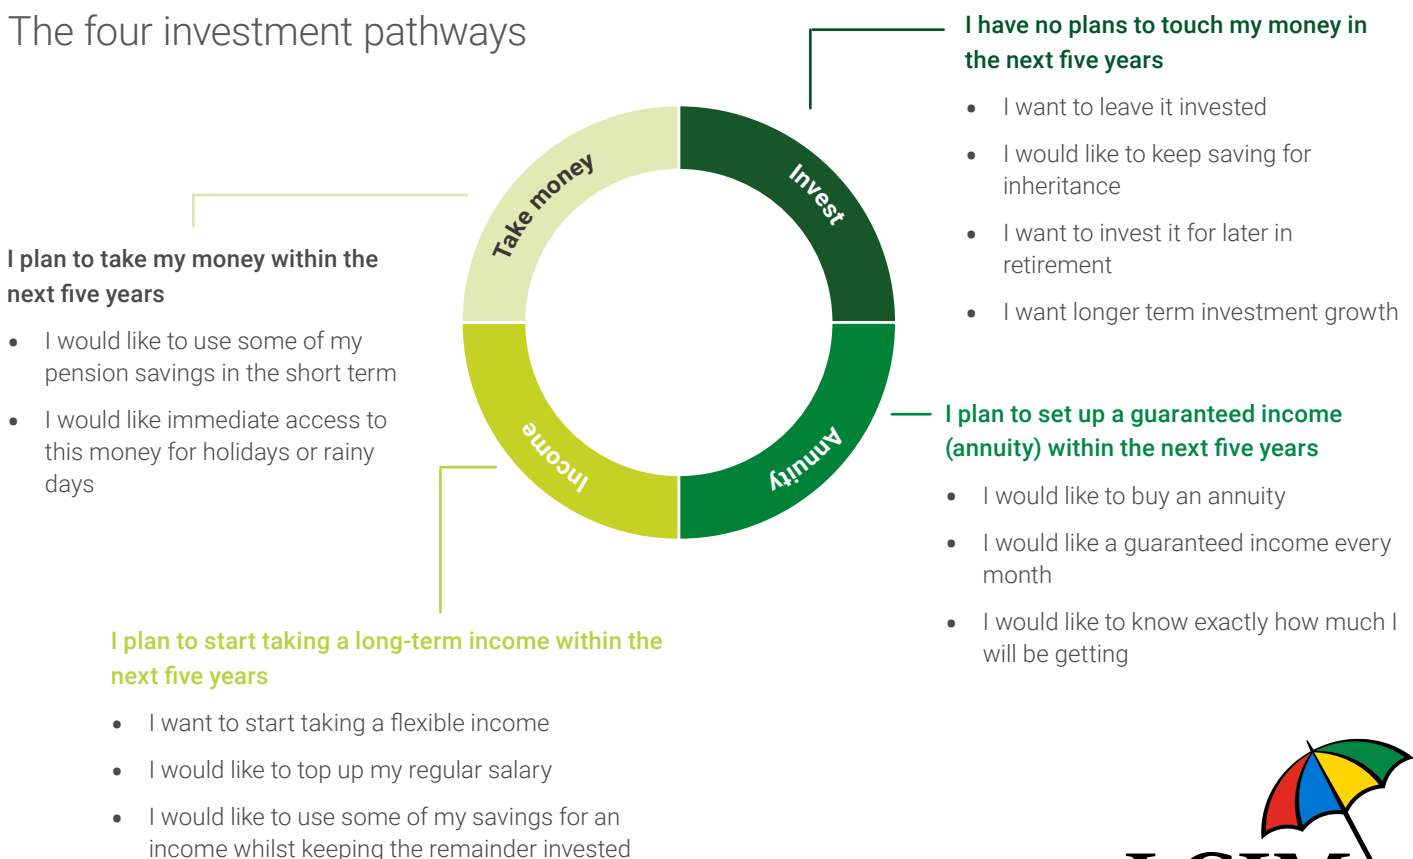 The four investment pathways
I have no plans to touch my money in
the next five years
• I want to leave it invested
• I would like to keep saving for
inheritance
• I want to invest it for later in
retirement
• I want longer term investment growth
Take money
Invest
Income
Annuity
I plan to take my money within the
next five years
• I would like to use some of my
pension savings in the short term
• I would like immediate access to
this money for holidays or rainy
days
I plan to set up a guaranteed income
(annuity) within the next five years
• I would like to buy an annuity
• I would like a guaranteed income every
month
• I would like to know exactly how much I
will be getting
I plan to start taking a long-term income within the
next five years
• I want to start taking a flexible income
• I would like to top up my regular salary
• I would like to use some of my savings for an
income whilst keeping the remainder invested
LGIM